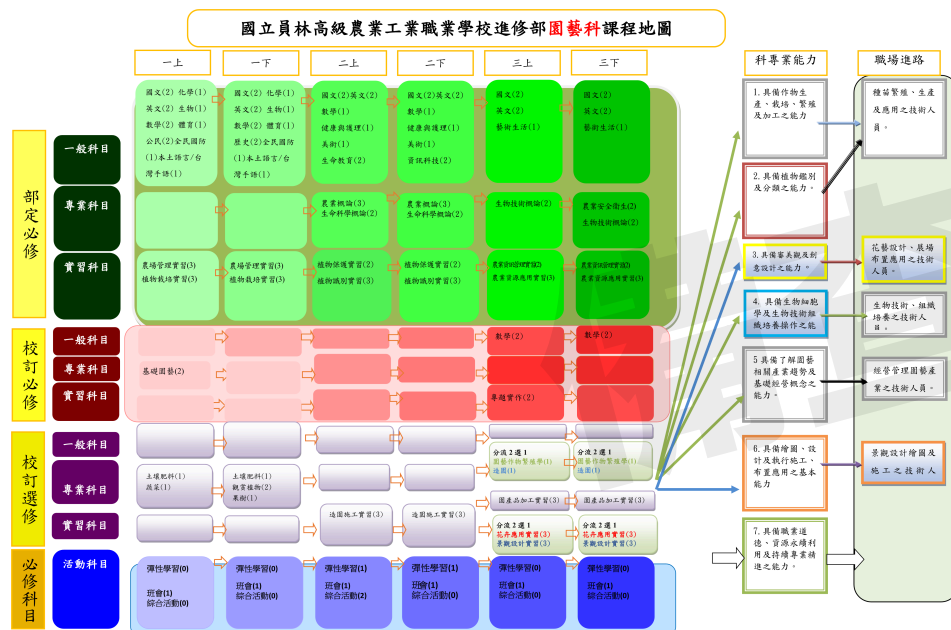 國立員林高級農業工業職業學校進修部園藝科課程地圖
一上
一下
二上
二下
三上
三下
科專業能力
職場進路
部定必修
一般科目
國文(2) 化學(1)
英文(2) 生物(1)
數學(2) 體育(1)
公民(2)全民國防
(1)本土語言/台
灣手語(1)
國文(2) 化學(1)
英文(2) 生物(1)
數學(2) 體育(1)
歷史(2)全民國防
(1)本土語言/台
灣手語(1)
國文(2)英文(2)
數學(1)
健康與護理(1)
美術(1)
生命教育(2)
國文(2)英文(2)
數學(1)
健康與護理(1)
美術(1)
資訊科技(2)
國文(2)
英文(2)
藝術生活(1)
國文(2)
英文(2)
藝術生活(1)
專業科目
農業概論(3)
生命科學概論(2)
農業概論(3)
生命科學概論(2)
生物技術概論(2)
農業安全衛生(2)
生物技術概論(2)
實習科目
農場管理實習(3)
植物栽培實習(3)
農場管理實習(3)
植物栽培實習(3)
植物保護實習(2)
植物識別實習(3)
植物保護實習(2)
植物識別實習(3)
農業資訊管理實習(2)
農業資源應用實習(3)
農業資訊管理實習(2)
農業資源應用實習(3)
校訂必修
一般科目
數學(2)
數學(2)
專業科目
基礎園藝(2)
實習科目
專題實作(2)
校訂選修
一般科目
專業科目
土壤肥料(1)
蔬菜(1)
土壤肥料(1)
觀賞植物(2)
果樹(1)
分流 2 選 1
園藝作物繁殖學(1)
造園(1)
分流 2 選 1
園藝作物繁殖學(1)
造園(1)
實習科目
造園施工實習(3)
造園施工實習(3)
園產品加工實習(3)
園產品加工實習(3)
分流 2 選 1
花卉應用實習(3)
景觀設計實習(3)
分流 2 選 1
花卉應用實習(3)
景觀設計實習(3)
必修科目
活動科目
彈性學習(0)
班會(1)
綜合活動(0)
彈性學習(0)
班會(1)
綜合活動(0)
彈性學習(1)
班會(1)
綜合活動(2)
彈性學習(1)
班會(1)
綜合活動(0)
彈性學習(0)
班會(1)
綜合活動(0)
彈性學習(0)
班會(1)
綜合活動(0)
1.具備作物生
產、栽培、繁殖
及加工之能力
2.具備植物鑑別
及分類之能力。
3.具備審美觀及創
意設計之能力。
4. 具備生物細胞
學及生物技術組
織培養操作之能
5 具備了解園藝
相關產業趨勢及
基礎經營概念之
能力。
6.具備繪圖、設
計及執行施工、
布置應用之基本
能力
7.具備職業道
德、資源永續利
用及持續專業精
進之能力。
種苗繁殖、生產
及應用之技術人
員。
花藝設計、農場
布置應用之技術
人員。
生物技術、組織
培養之技術人
員。
經營管理園藝產
業之技術人員。
景觀設計繪圖及
施工之技術人